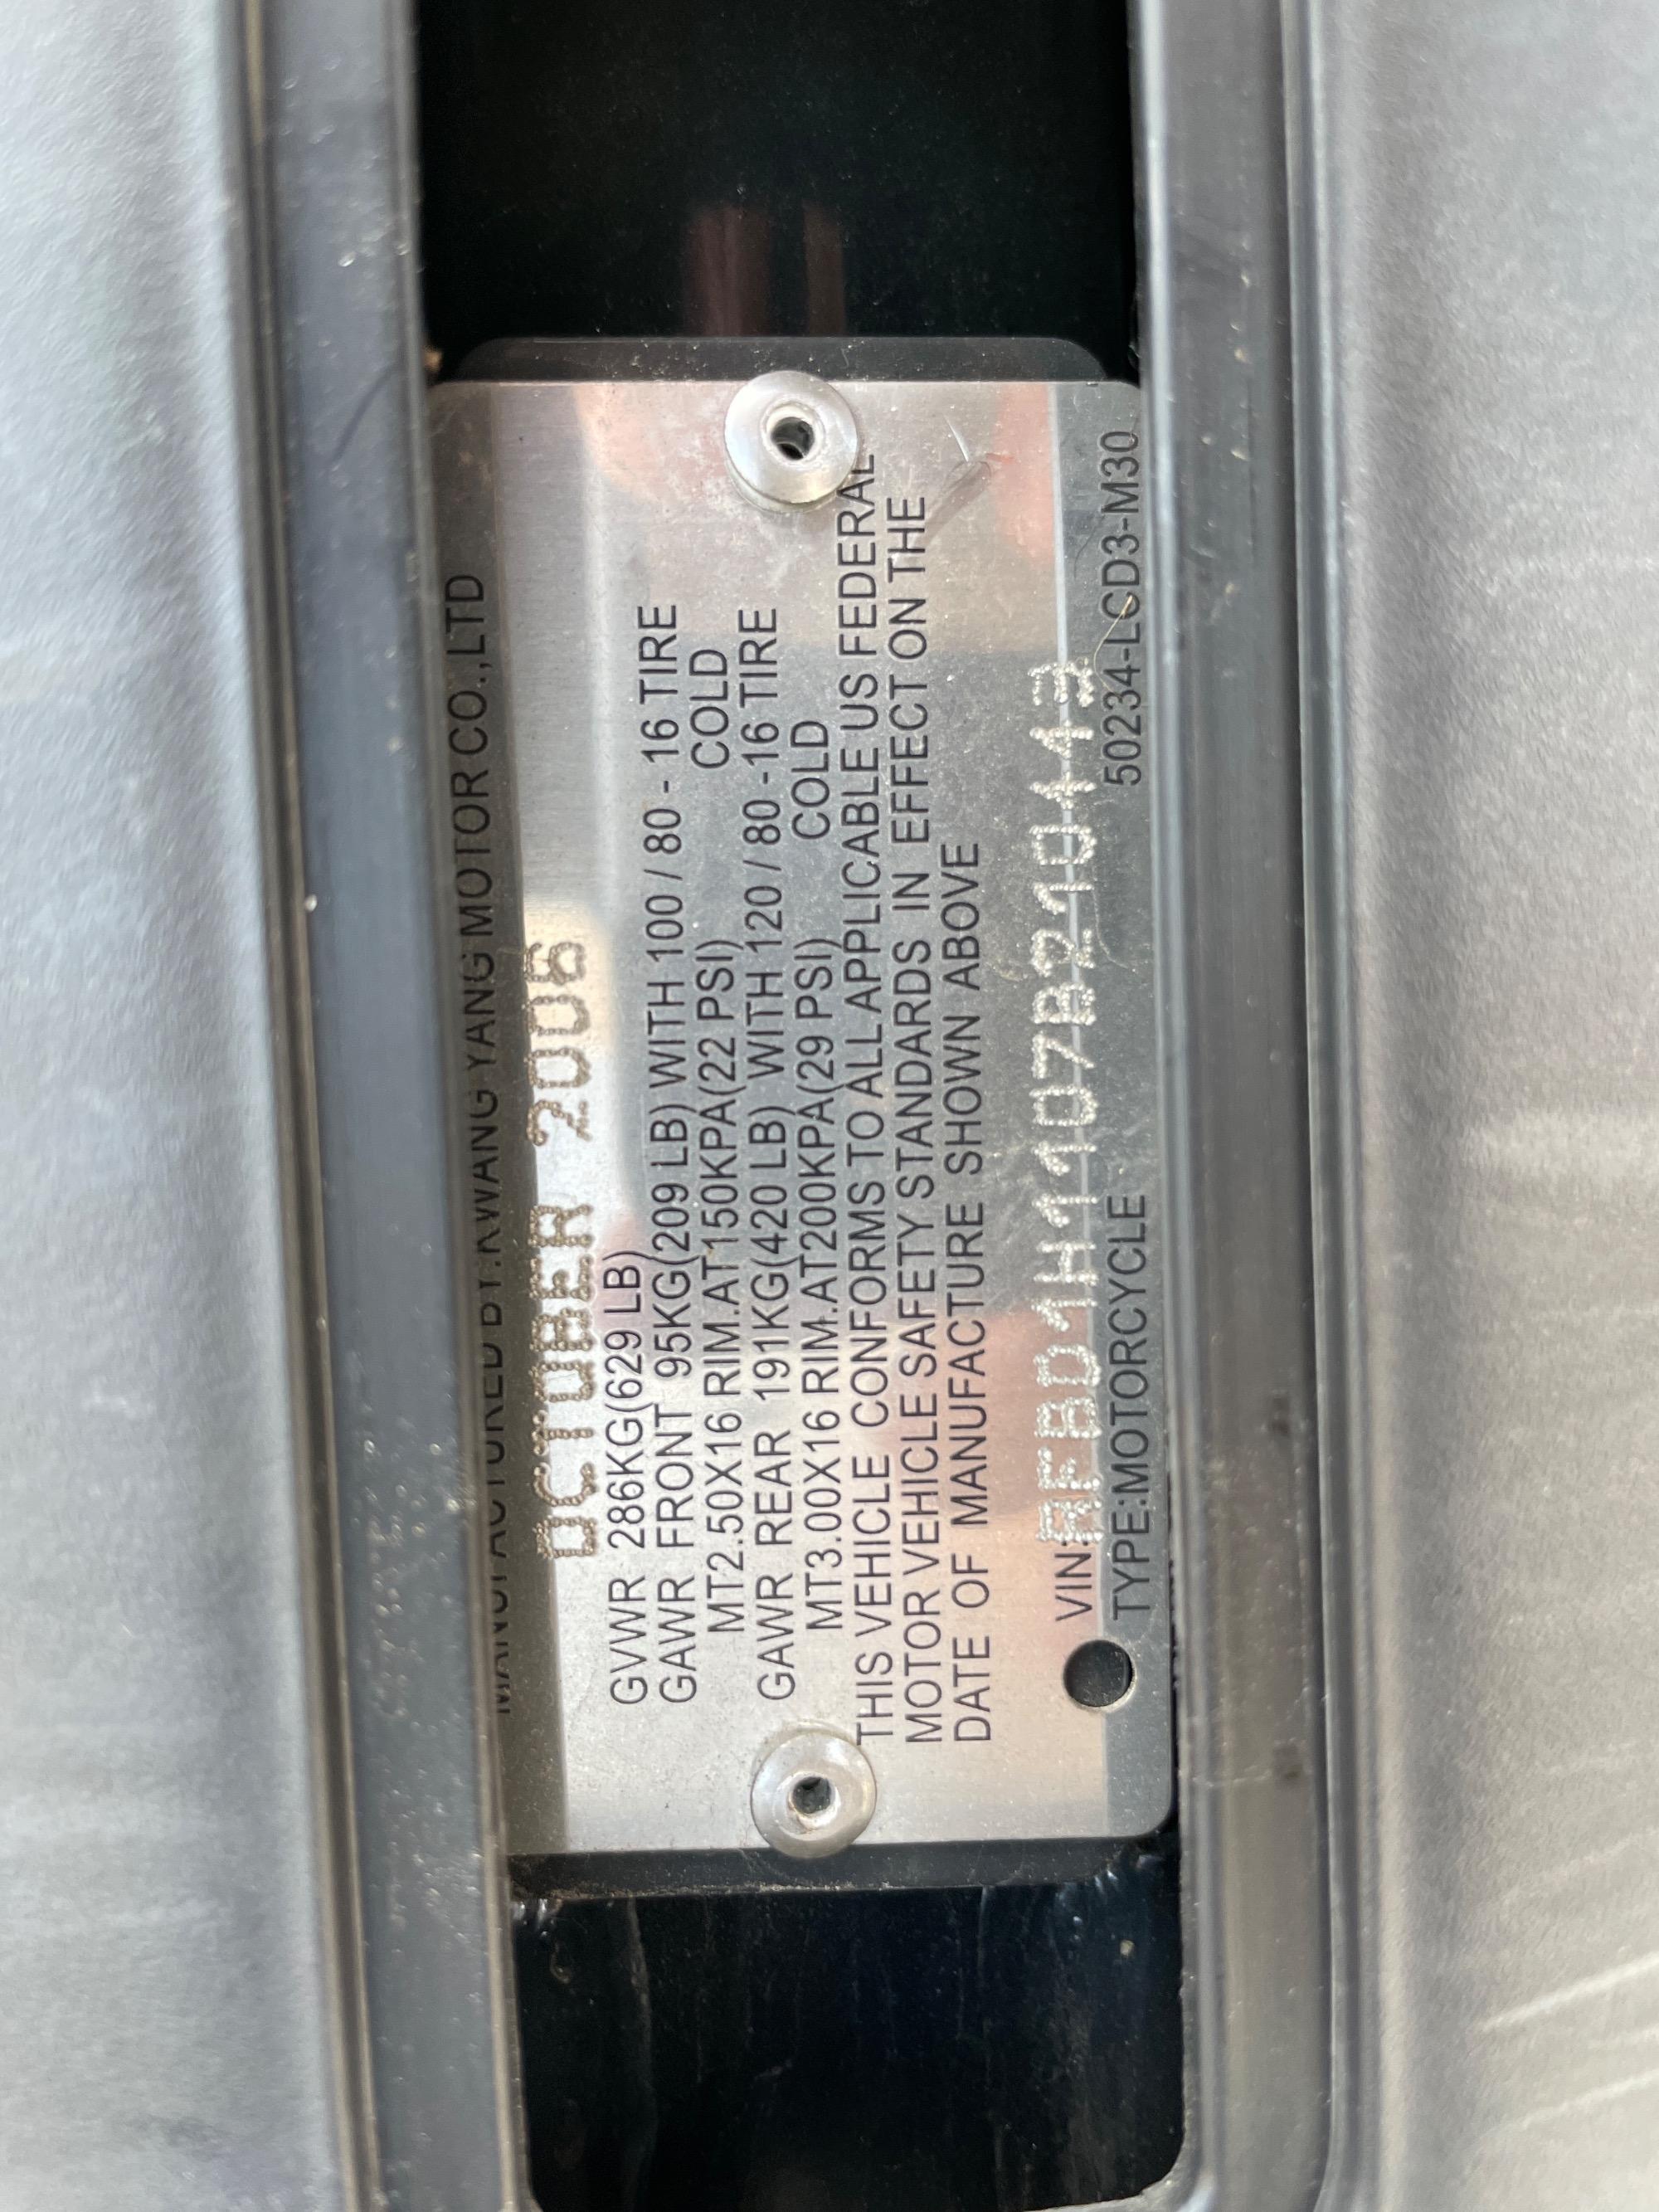 MANUFACTURED BY:KWANG YANG MOTOR CO.,LTD
OCTOBER 2006
GVWR 286KG(629 LB)
GAWR FRONT 95KG(209 LB) WITH 100 / 80 - 16 TIRE
MT2.50X16 RIM.AT150KPA(22 PSI) COLD
GAWR REAR 191KG(420 LB) WITH 120 / 80 -16 TIRE
MT3.00X16 RIM.AT200KPA(29 PSI) COLD
THIS VEHICLE CONFORMS TO ALL APPLICABLE US FEDERAL
MOTOR VEHICLE SAFETY STANDARDS IN EFFECT ON THE
DATE OF MANUFACTURE SHOWN ABOVE
VIN: RFBD1H1107B210443
TYPE:MOTORCYCLE 50234-LCD3-M30